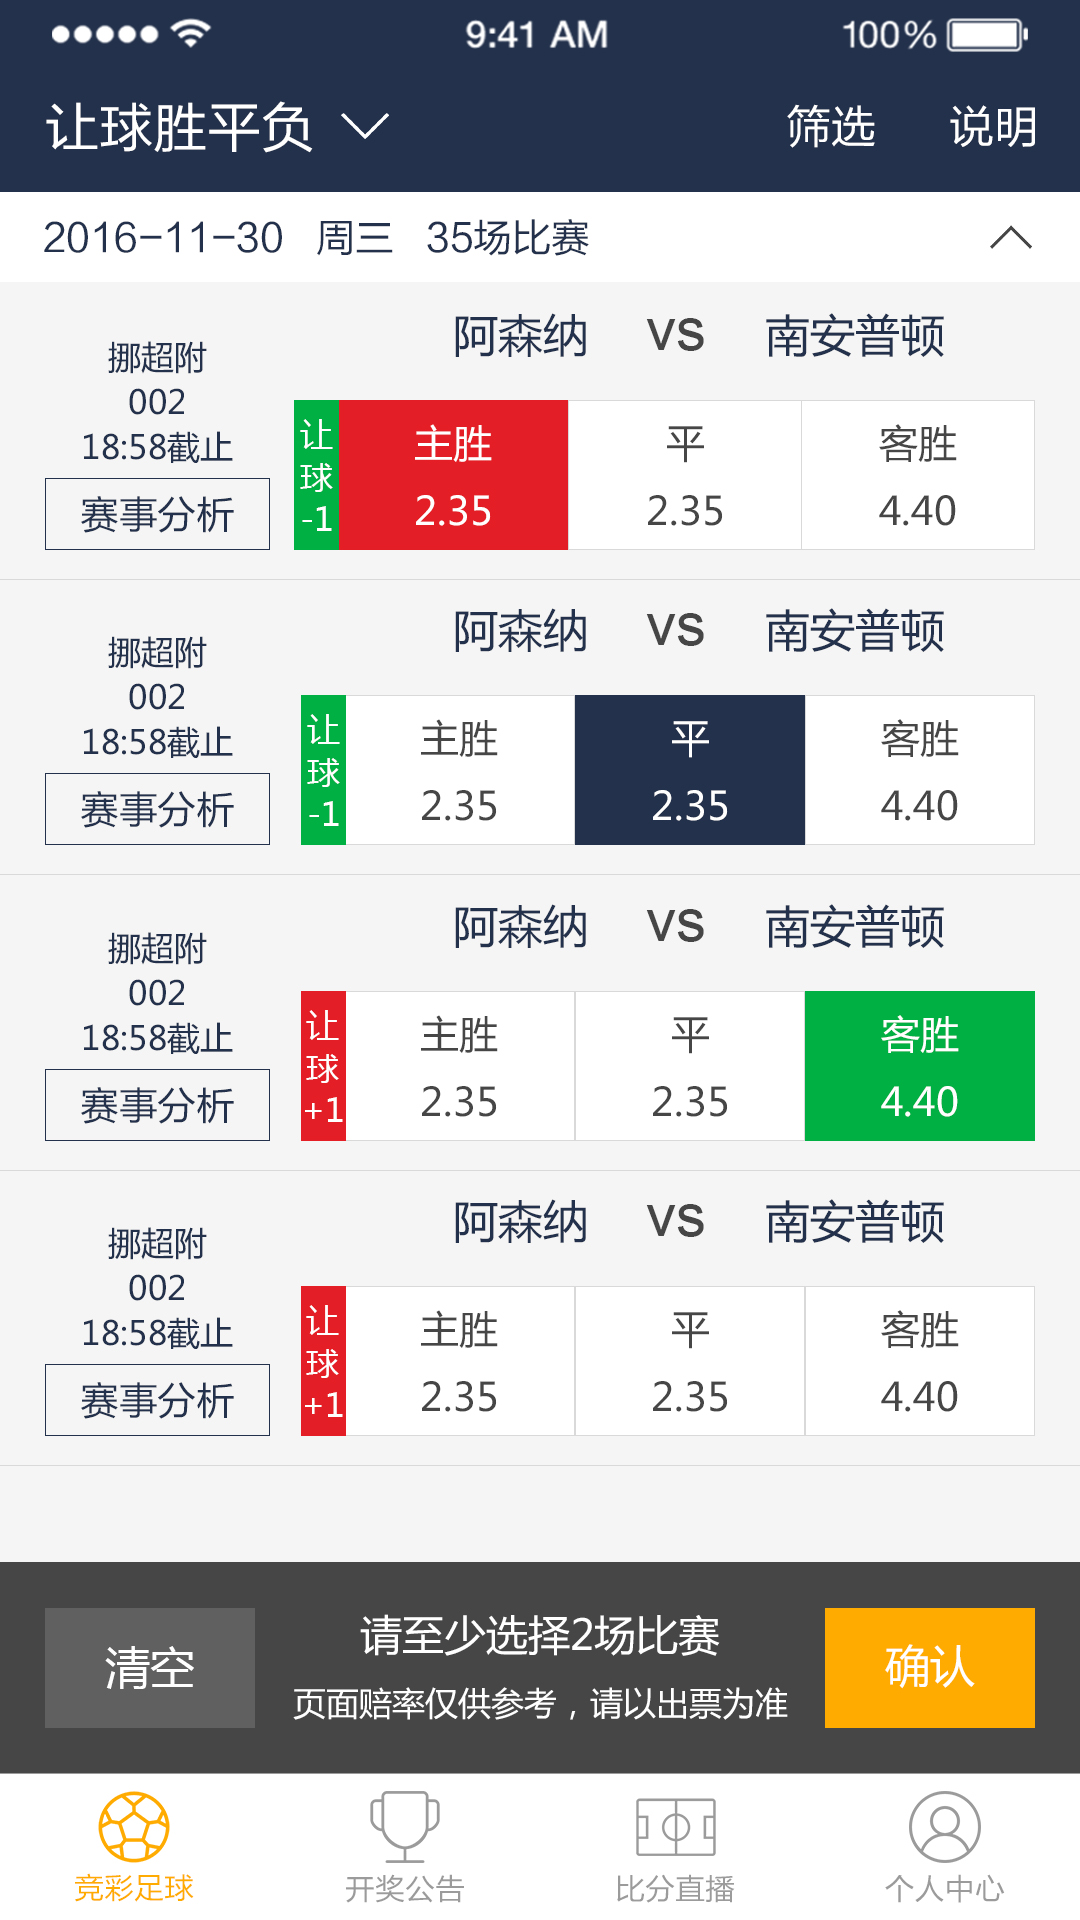 9:41 AM 100%
让球胜平负 筛选 说明
2016-11-30 周三 35场比赛
阿森纳 VS 南安普顿
挪超附
002
18:58截止
赛事分析
让球-1
主胜 平 客胜
2.35 2.35 4.40
阿森纳 VS 南安普顿
挪超附
002
18:58截止
赛事分析
让球-1
主胜 平 客胜
2.35 2.35 4.40
阿森纳 VS 南安普顿
挪超附
002
18:58截止
赛事分析
让球+1
主胜 平 客胜
2.35 2.35 4.40
阿森纳 VS 南安普顿
挪超附
002
18:58截止
赛事分析
让球+1
主胜 平 客胜
2.35 2.35 4.40
清空
请至少选择2场比赛
页面赔率仅供参考，请以出票为准
确认
竞彩足球 开奖公告 比分直播 个人中心